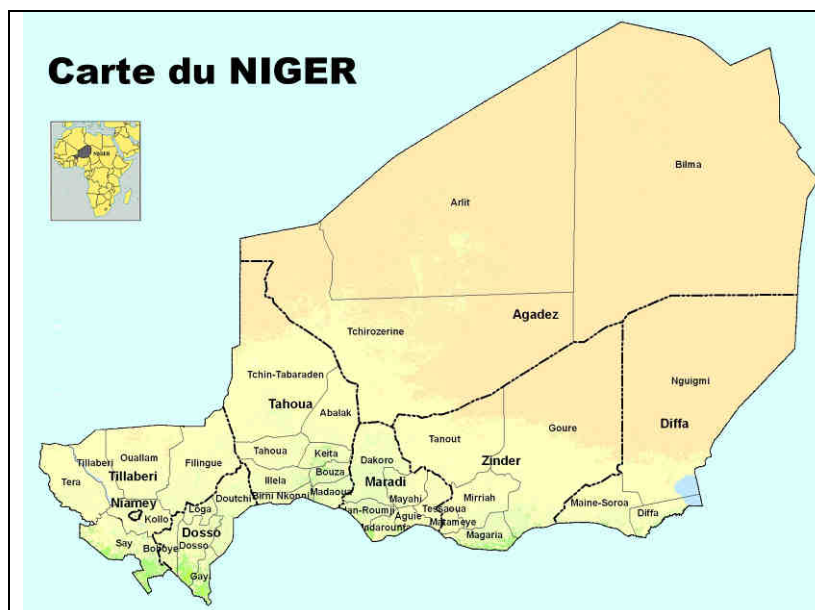 Carte du NIGER
NIGER
Bilma
Arlit
Agadez
Tchirozerine
Tchin-Tabaraden
Nguigmi
Tahoua
Abalak
Diffa
Goure
Tanout
Tahoua
Keita
Ouallam
Filingue
Tillaberi
Dakoro
Zinder
Bouza
Tillaberi
Illela
Tera
Maradi
Madaoua
Birni Nkonni
Mayahi
Mirriah
Doutchi
Niamey
Maine-Soroa
Loga
Tessaoua
Diffa
Aguie
Kollo
Matameye
Dosso
Magaria
Say
Dosso
Gay